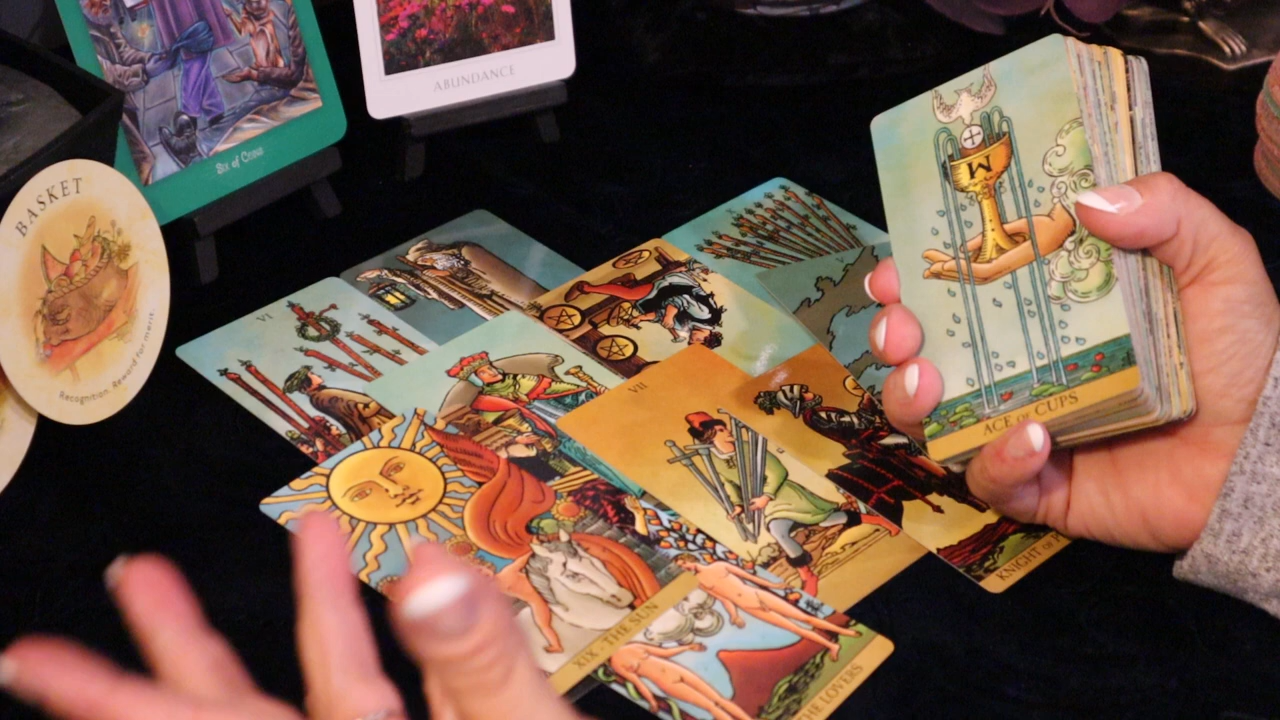 Six of Coins
ABUNDANCE
BASKET
Recognition. Reward for merit.
VI
VII
XIX · THE SUN
THE LOVERS
KNIGHT OF
M
ACE OF CUPS